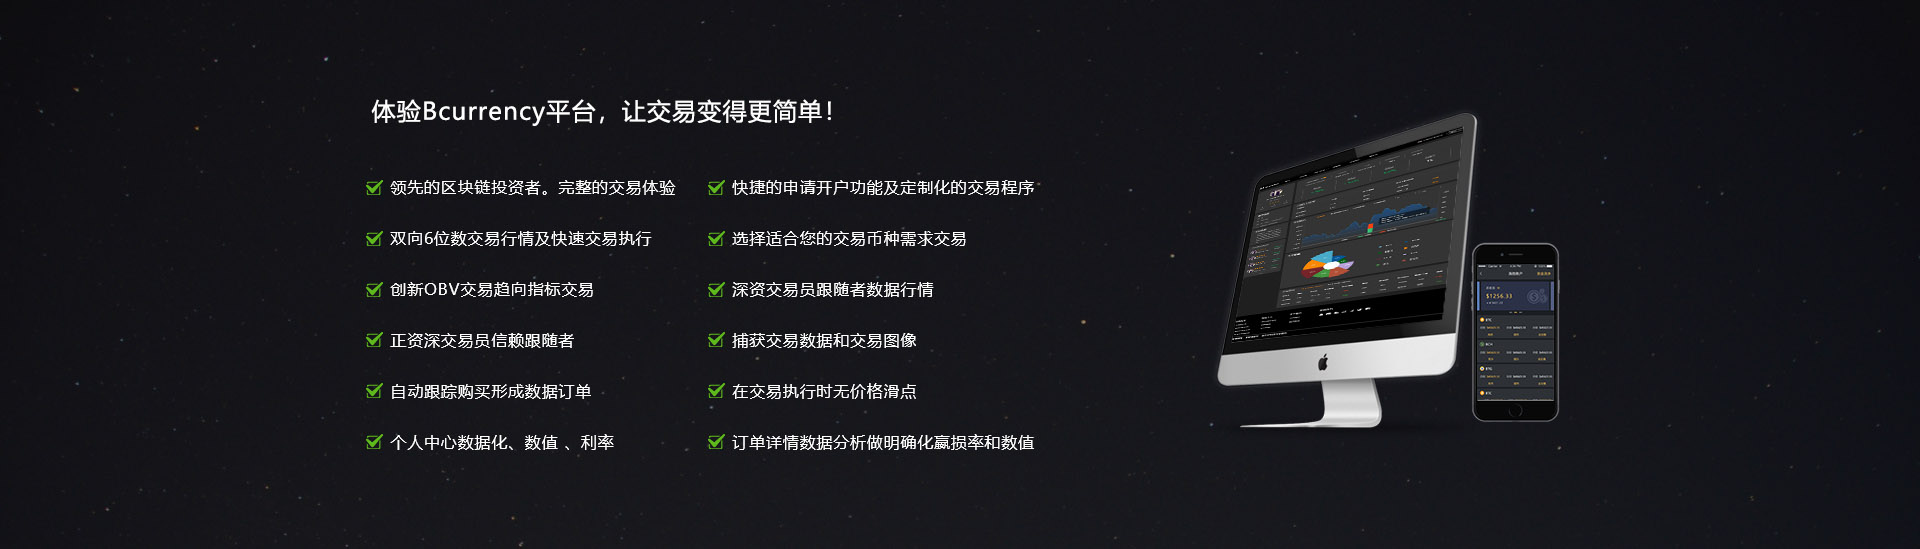 体验Bcurrency平台，让交易变得更简单！
领先的区块链投资者。完整的交易体验
快捷的申请开户功能及定制化的交易程序
双向6位数交易行情及快速交易执行
选择适合您的交易币种需求交易
创新OBV交易趋向指标交易
深资交易员跟随者数据行情
正资深交易员信赖跟随者
捕获交易数据和交易图像
自动跟踪购买形成数据订单
在交易执行时无价格滑点
个人中心数据化、数值 、利率
订单详情数据分析做明确化嬴损率和数值
$1256.33